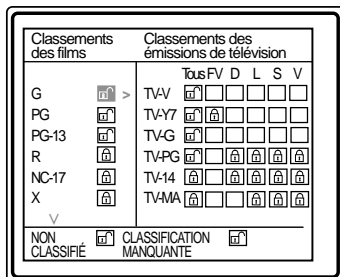 Classements des films
Classements des émissions de télévision
Tous FV D L S V
G > TV-V
PG TV-Y7
PG-13 TV-G
R TV-PG
NC-17 TV-14
X TV-MA
NON CLASSIFIÉ CLASSIFICATION MANQUANTE